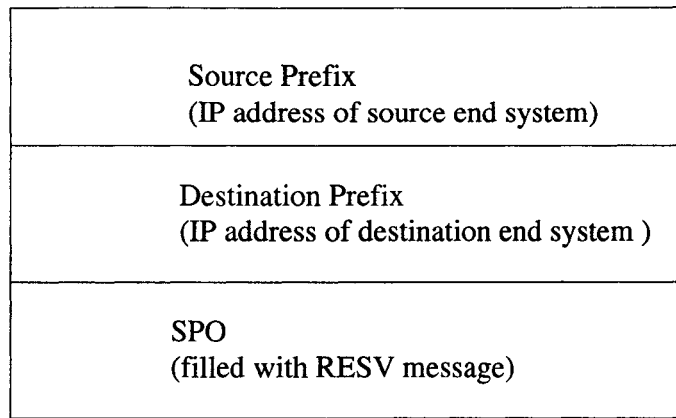 Source Prefix
(IP address of source end system)
Destination Prefix
(IP address of destination end system )
SPO
(filled with RESV message)